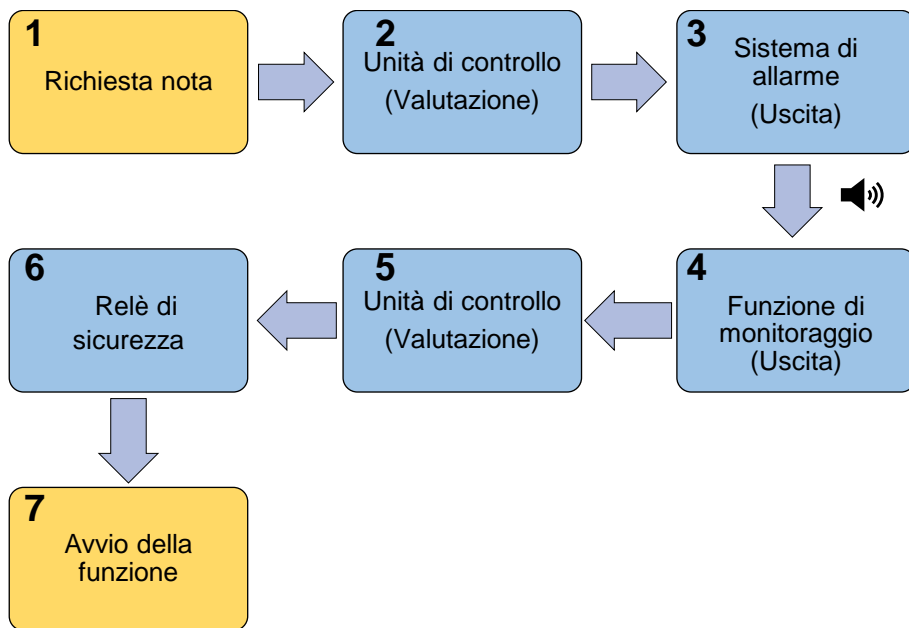 1
Richiesta nota
2
Unità di controllo
(Valutazione)
3
Sistema di
allarme
(Uscita)
4
Funzione di
monitoraggio
(Uscita)
5
Unità di controllo
(Valutazione)
6
Relè di
sicurezza
7
Avvio della
funzione